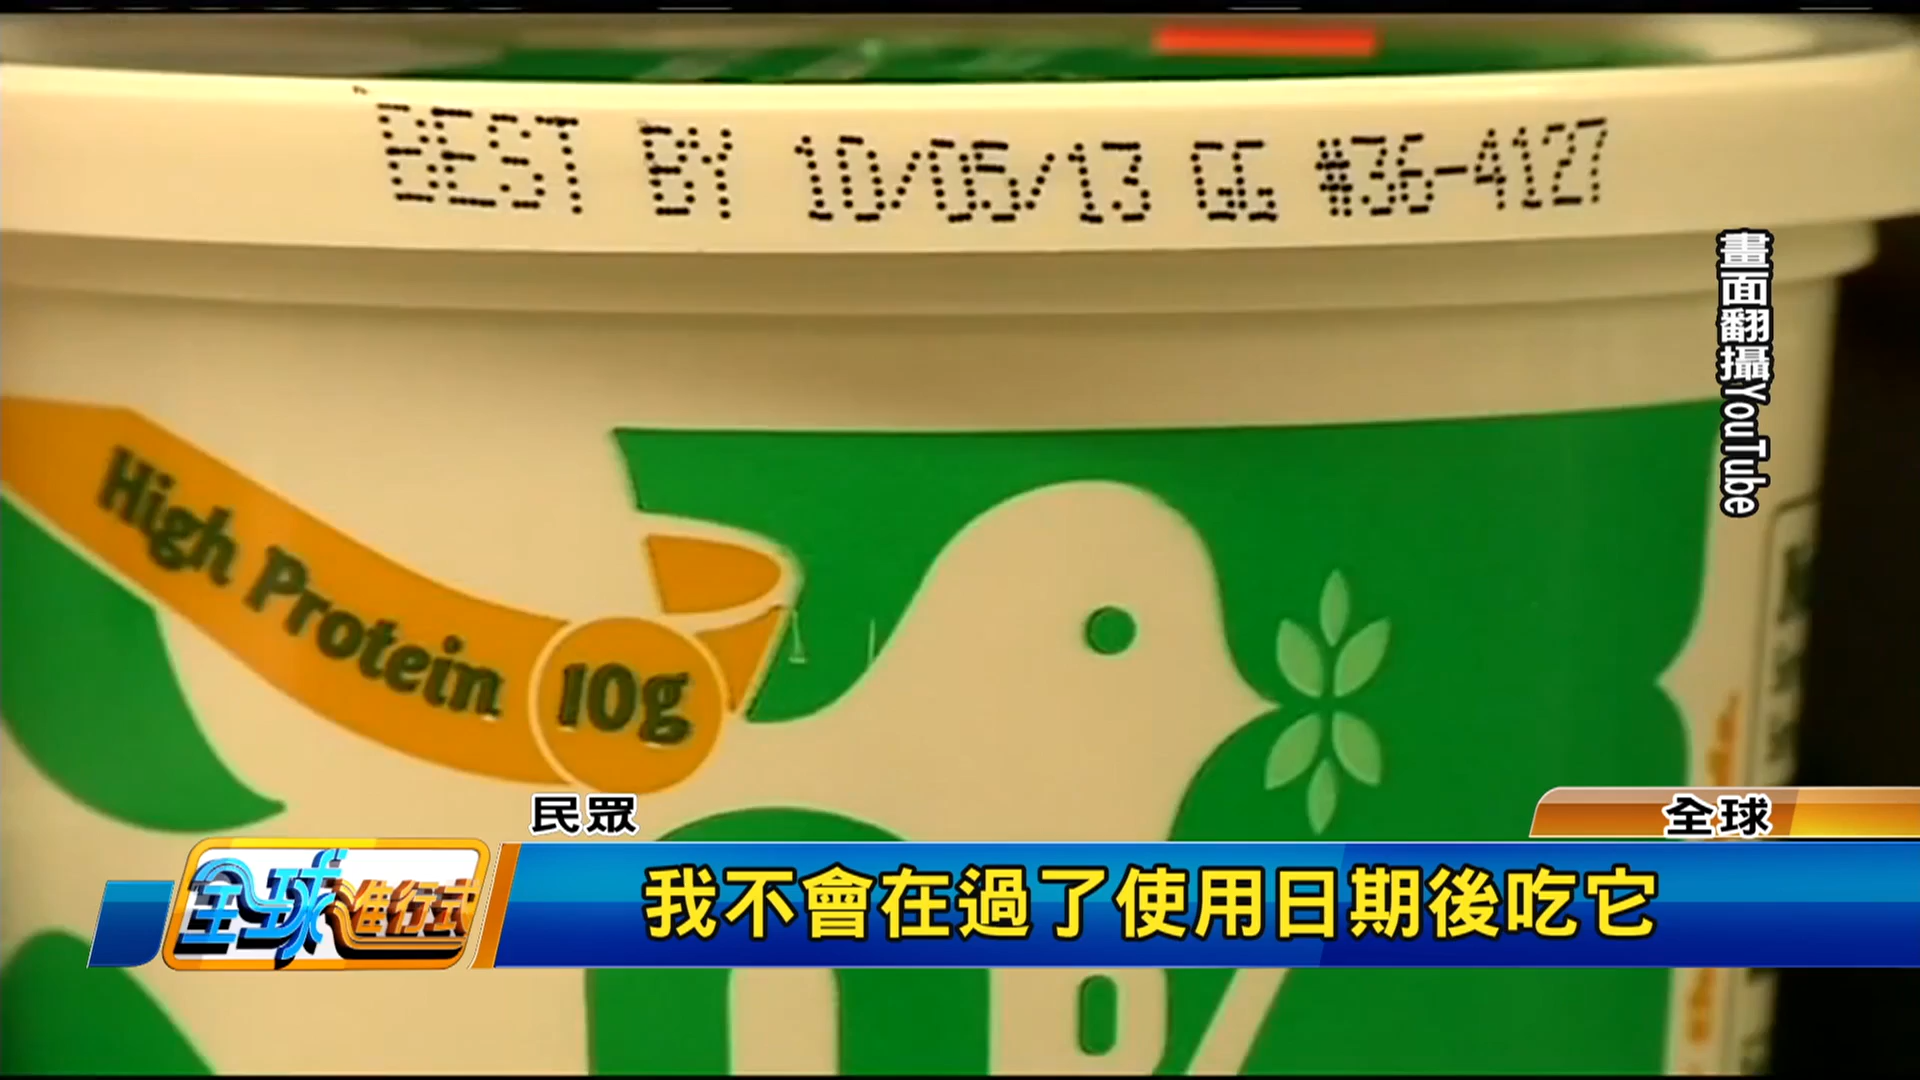 BEST BY 10/05/13 GG #36-4127
畫面翻攝YouTube
High Protein 10g
民眾
全球
全球進行式
我不會在過了使用日期後吃它
0%